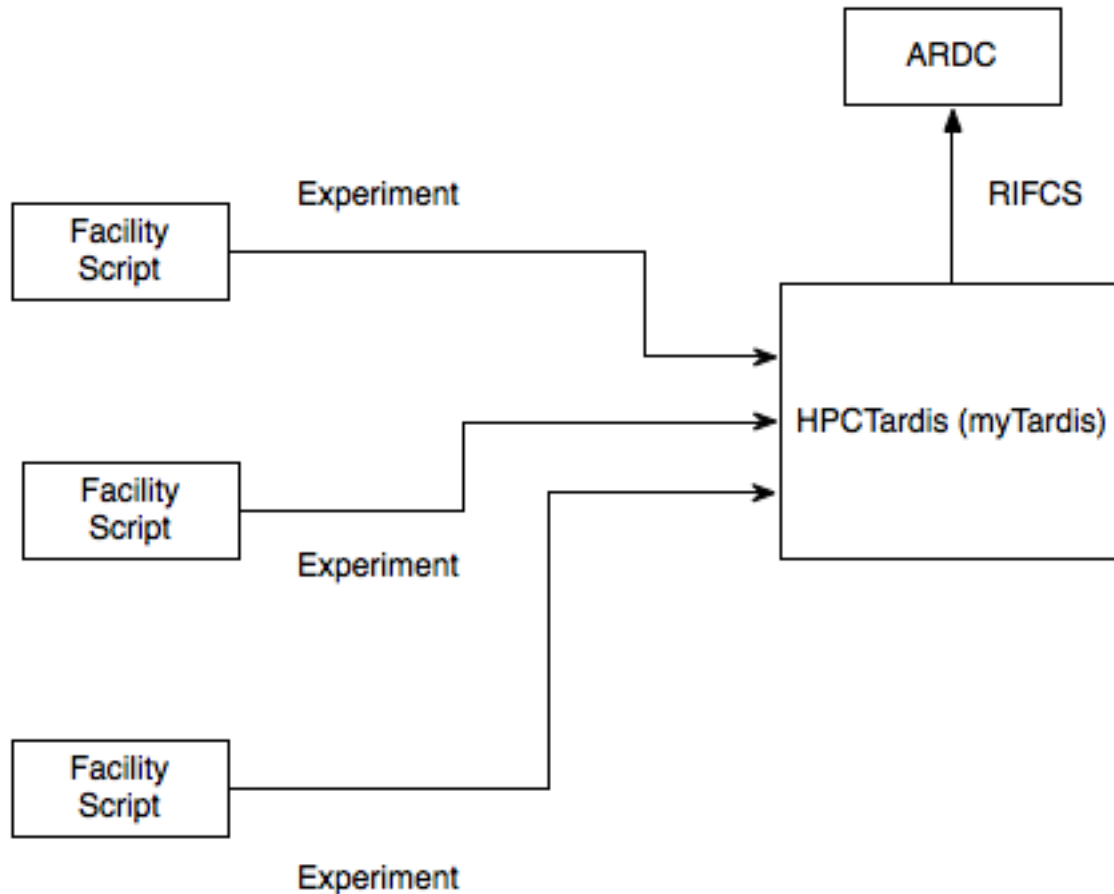 ARDC
Experiment
RIFCS
Facility
Script
HPCTardis (myTardis)
Facility
Script
Experiment
Facility
Script
Experiment